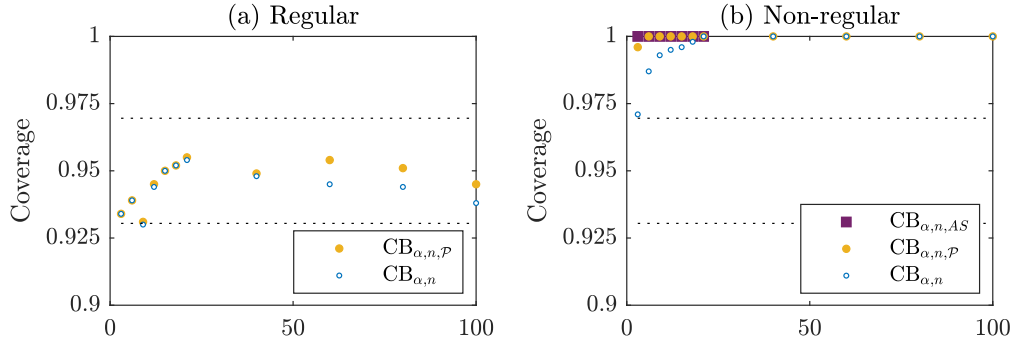 (a) Regular
Coverage
1
0.975
0.95
0.925
0.9
0
50
100
CB_{α,n,𝒫}
CB_{α,n}
(b) Non-regular
Coverage
1
0.975
0.95
0.925
0.9
0
50
100
CB_{α,n,AS}
CB_{α,n,𝒫}
CB_{α,n}